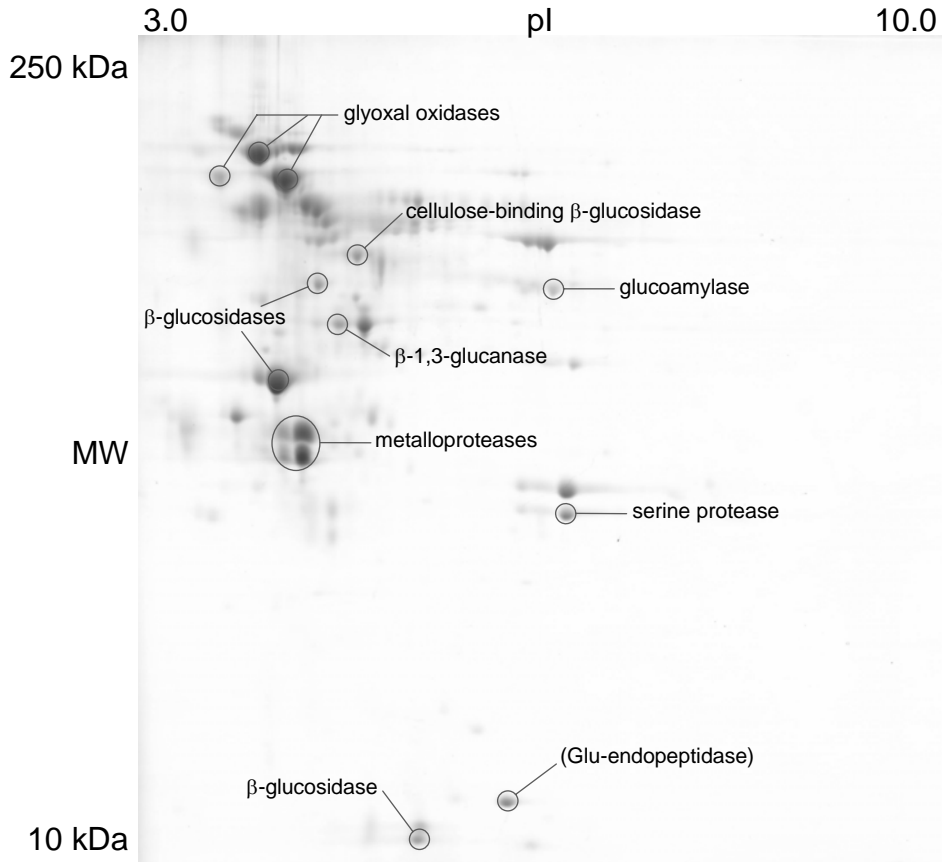 3.0 pI 10.0
250 kDa
glyoxal oxidases
cellulose-binding β-glucosidase
glucoamylase
β-glucosidases
β-1,3-glucanase
metalloproteases
MW
serine protease
(Glu-endopeptidase)
β-glucosidase
10 kDa